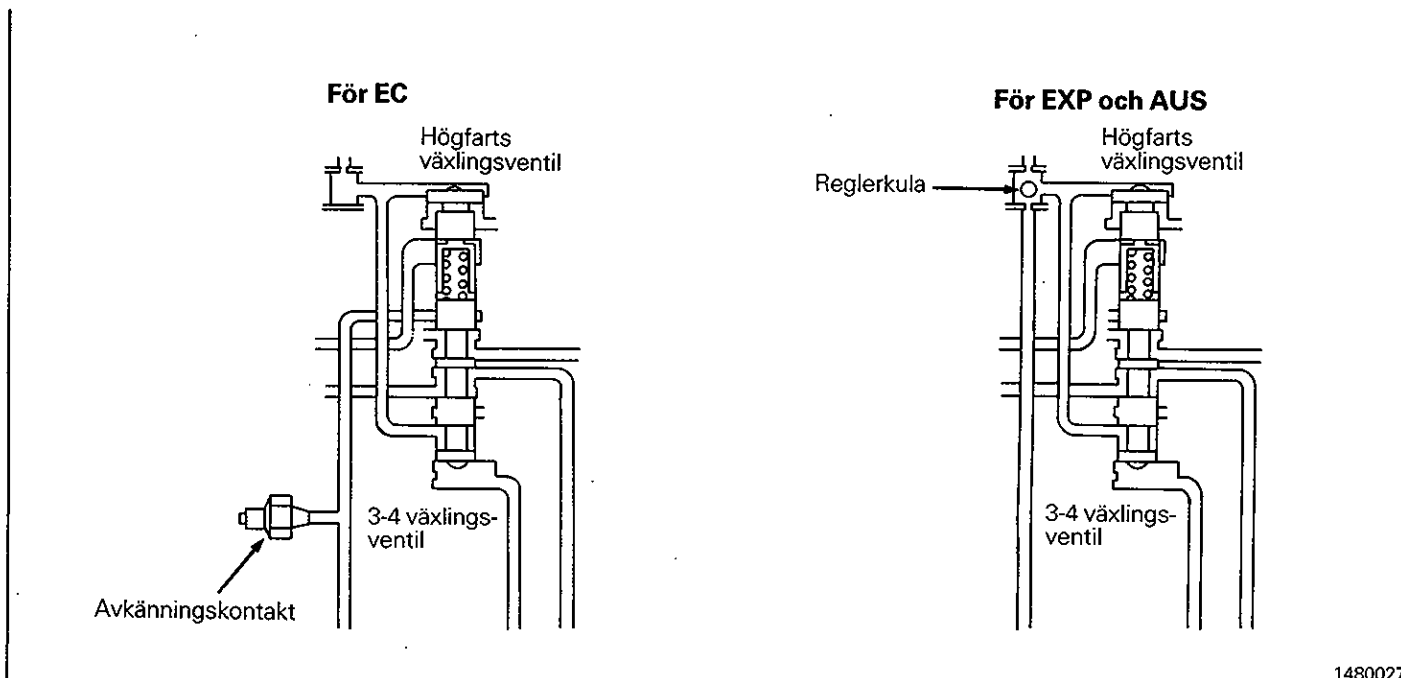 För EC
Högfarts
växlingsventil
3-4 växlings-
ventil
Avkänningskontakt
För EXP och AUS
Högfarts
växlingsventil
Reglerkula
3-4 växlings-
ventil
1480027